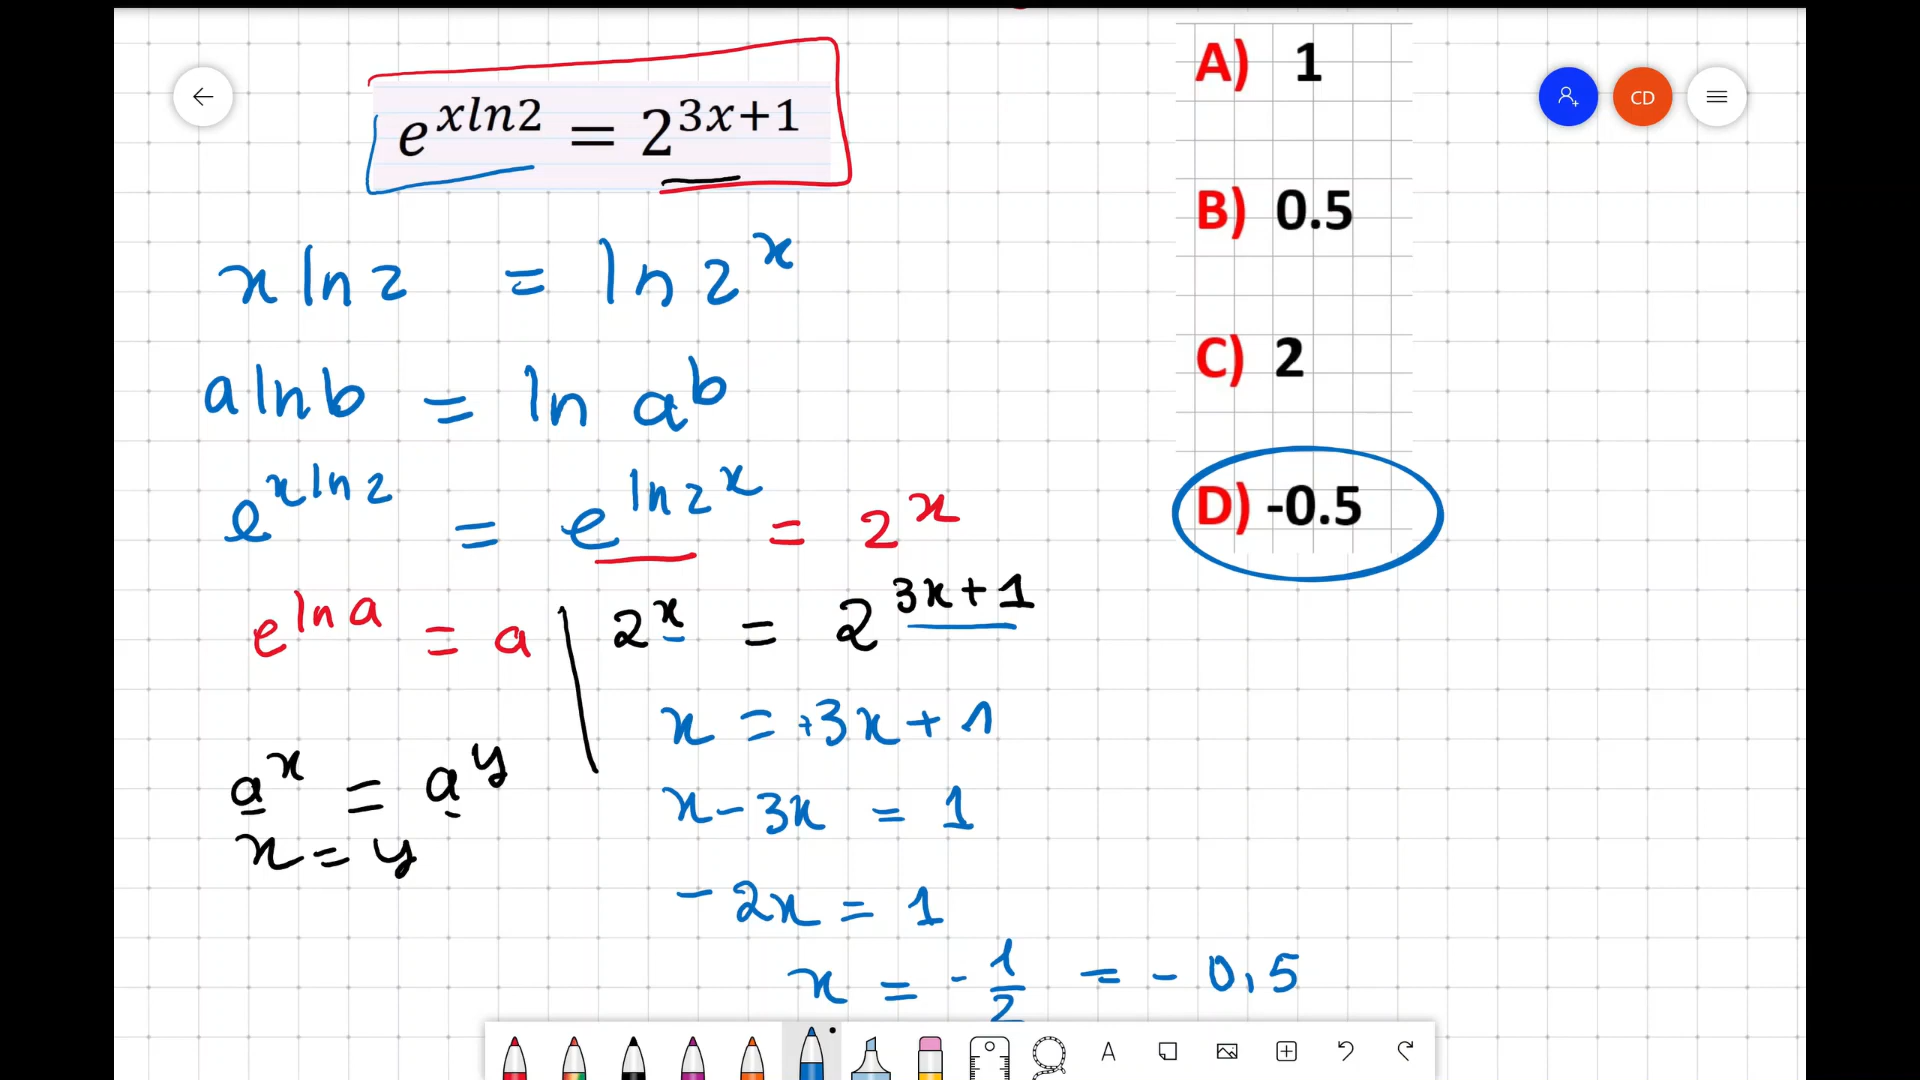 e^{xln2} = 2^{3x+1}
x ln 2 = ln 2^x
a ln b = ln a^b
e^{x ln 2} = e^{ln 2^x} = 2^x
e^{ln a} = a
a^x = a^y
x = y
2^x = 2^{3x+1}
x = +3x + 1
x - 3x = 1
- 2x = 1
x = - \frac{1}{2} = - 0,5
A) 1
B) 0.5
C) 2
D) -0.5
CD
A